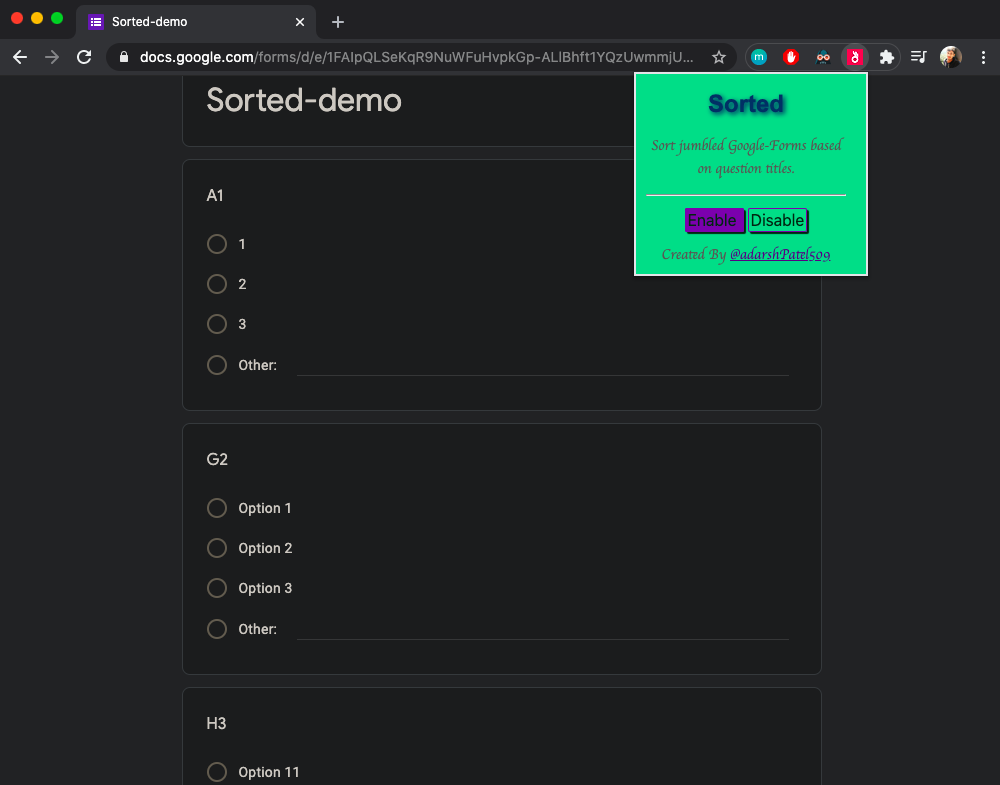 Sorted-demo
docs.google.com/forms/d/e/1FAIpQLSeKqR9NuWFuHvpkGp-ALlBhft1YQzUwmmjU...
m
Sorted-demo
Sorted
Sort jumbled Google-Forms based
on question titles.
Enable Disable
Created By @adarshPatel509
A1
1
2
3
Other:
G2
Option 1
Option 2
Option 3
Other:
H3
Option 11